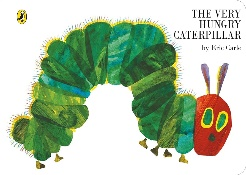 THE VERY
HUNGRY
CATERPILLAR
by Eric Carle